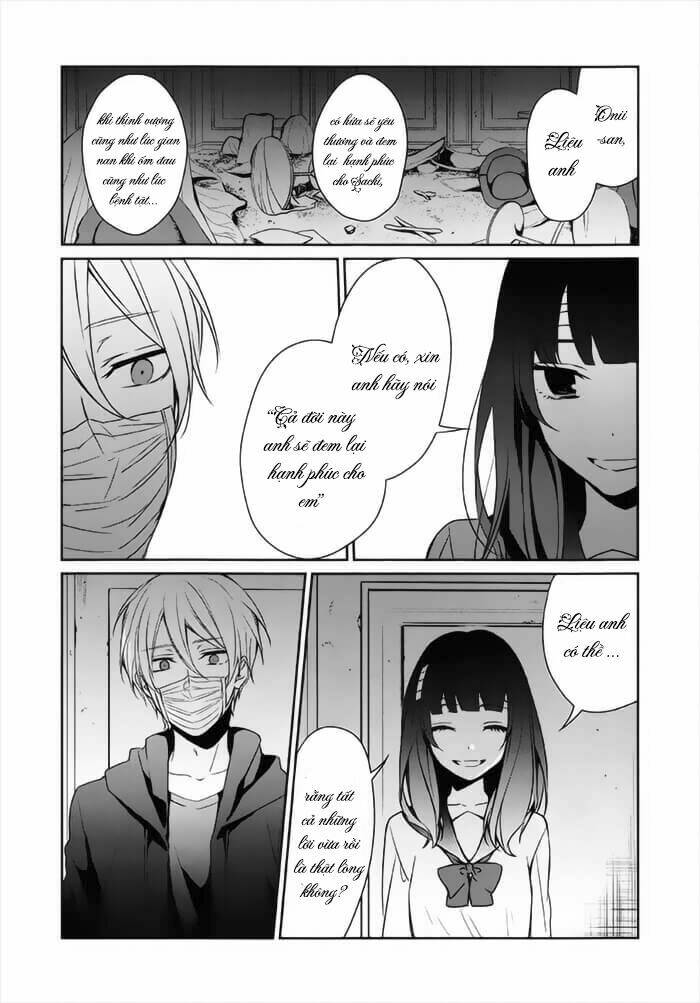 Onii
-san,
Liệu
anh
có hứa sẽ yêu
thương và đem
lại hạnh phúc
cho Sachi,
khi thịnh vượng
cũng như lúc gian
nan khi ốm đau
cũng như lúc
bệnh tât...
Nếu có, xin
anh hãy nói
“Cả đời này
anh sẽ đem lại
hạnh phúc cho
em”
Liệu anh
có thề ...
rằng tất
cả những
lời vừa rồi
là thật lòng
không?